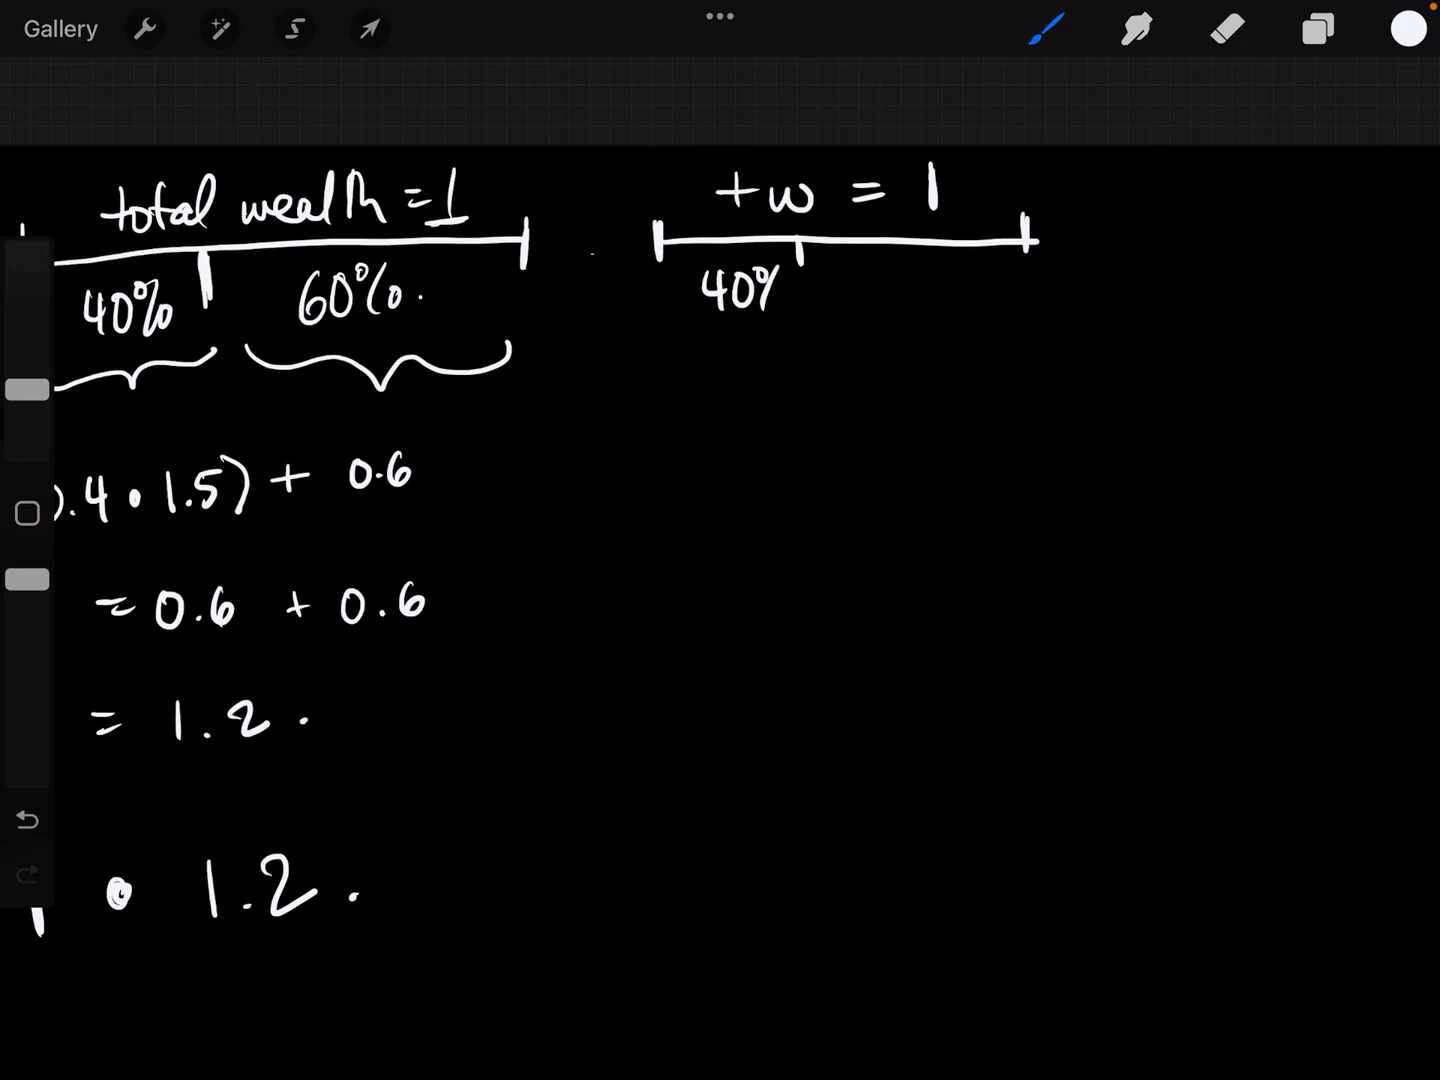 Gallery
total wealth = 1
40% 60%.
.4 • 1.5) + 0.6
= 0.6 + 0.6
= 1.2 .
• 1.2 .
tw = 1
40%